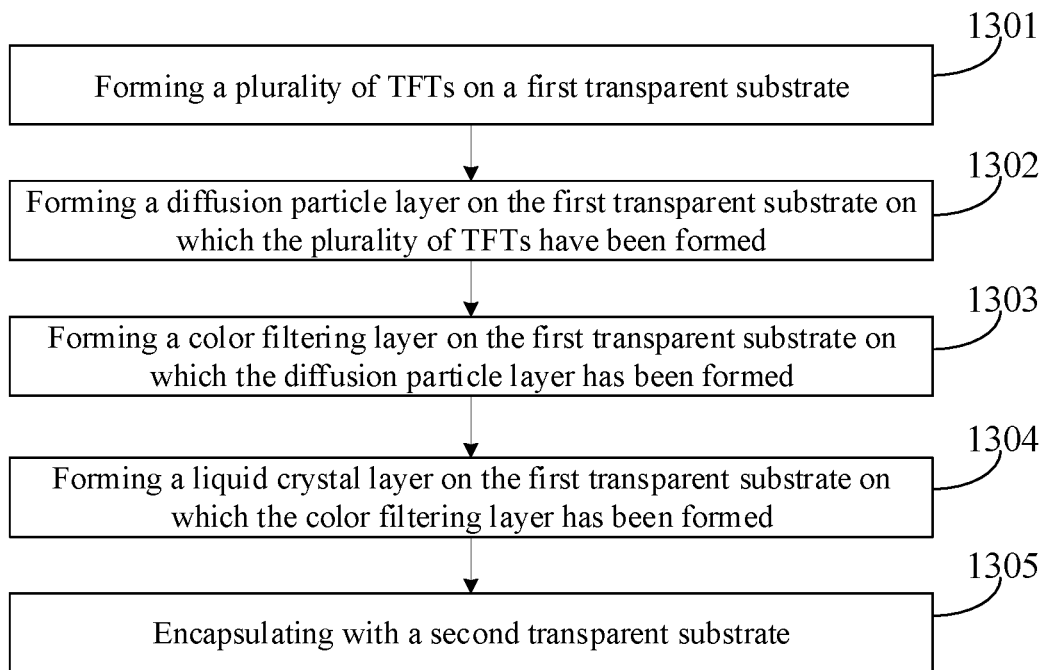 1301
Forming a plurality of TFTs on a first transparent substrate
1302
Forming a diffusion particle layer on the first transparent substrate on
which the plurality of TFTs have been formed
1303
Forming a color filtering layer on the first transparent substrate on
which the diffusion particle layer has been formed
1304
Forming a liquid crystal layer on the first transparent substrate on
which the color filtering layer has been formed
1305
Encapsulating with a second transparent substrate